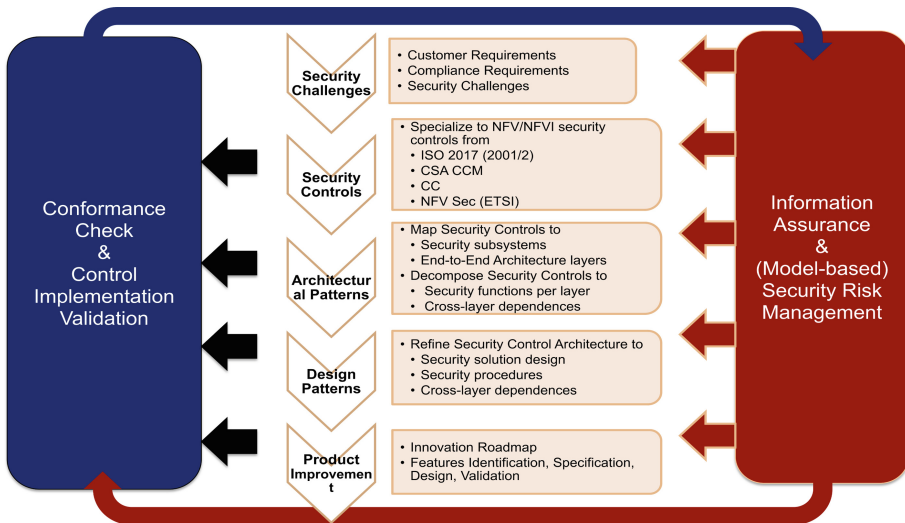 Conformance
Check
&
Control
Implementation
Validation
Security
Challenges
• Customer Requirements
• Compliance Requirements
• Security Challenges
Security
Controls
• Specialize to NFV/NFVI security
controls from
• ISO 2017 (2001/2)
• CSA CCM
• CC
• NFV Sec (ETSI)
Architectur
al Patterns
• Map Security Controls to
• Security subsystems
• End-to-End Architecture layers
• Decompose Security Controls to
• Security functions per layer
• Cross-layer dependences
Design
Patterns
• Refine Security Control Architecture to
• Security solution design
• Security procedures
• Cross-layer dependences
Product
Improvemen
t
• Innovation Roadmap
• Features Identification, Specification,
Design, Validation
Information
Assurance
&
(Model-based)
Security Risk
Management